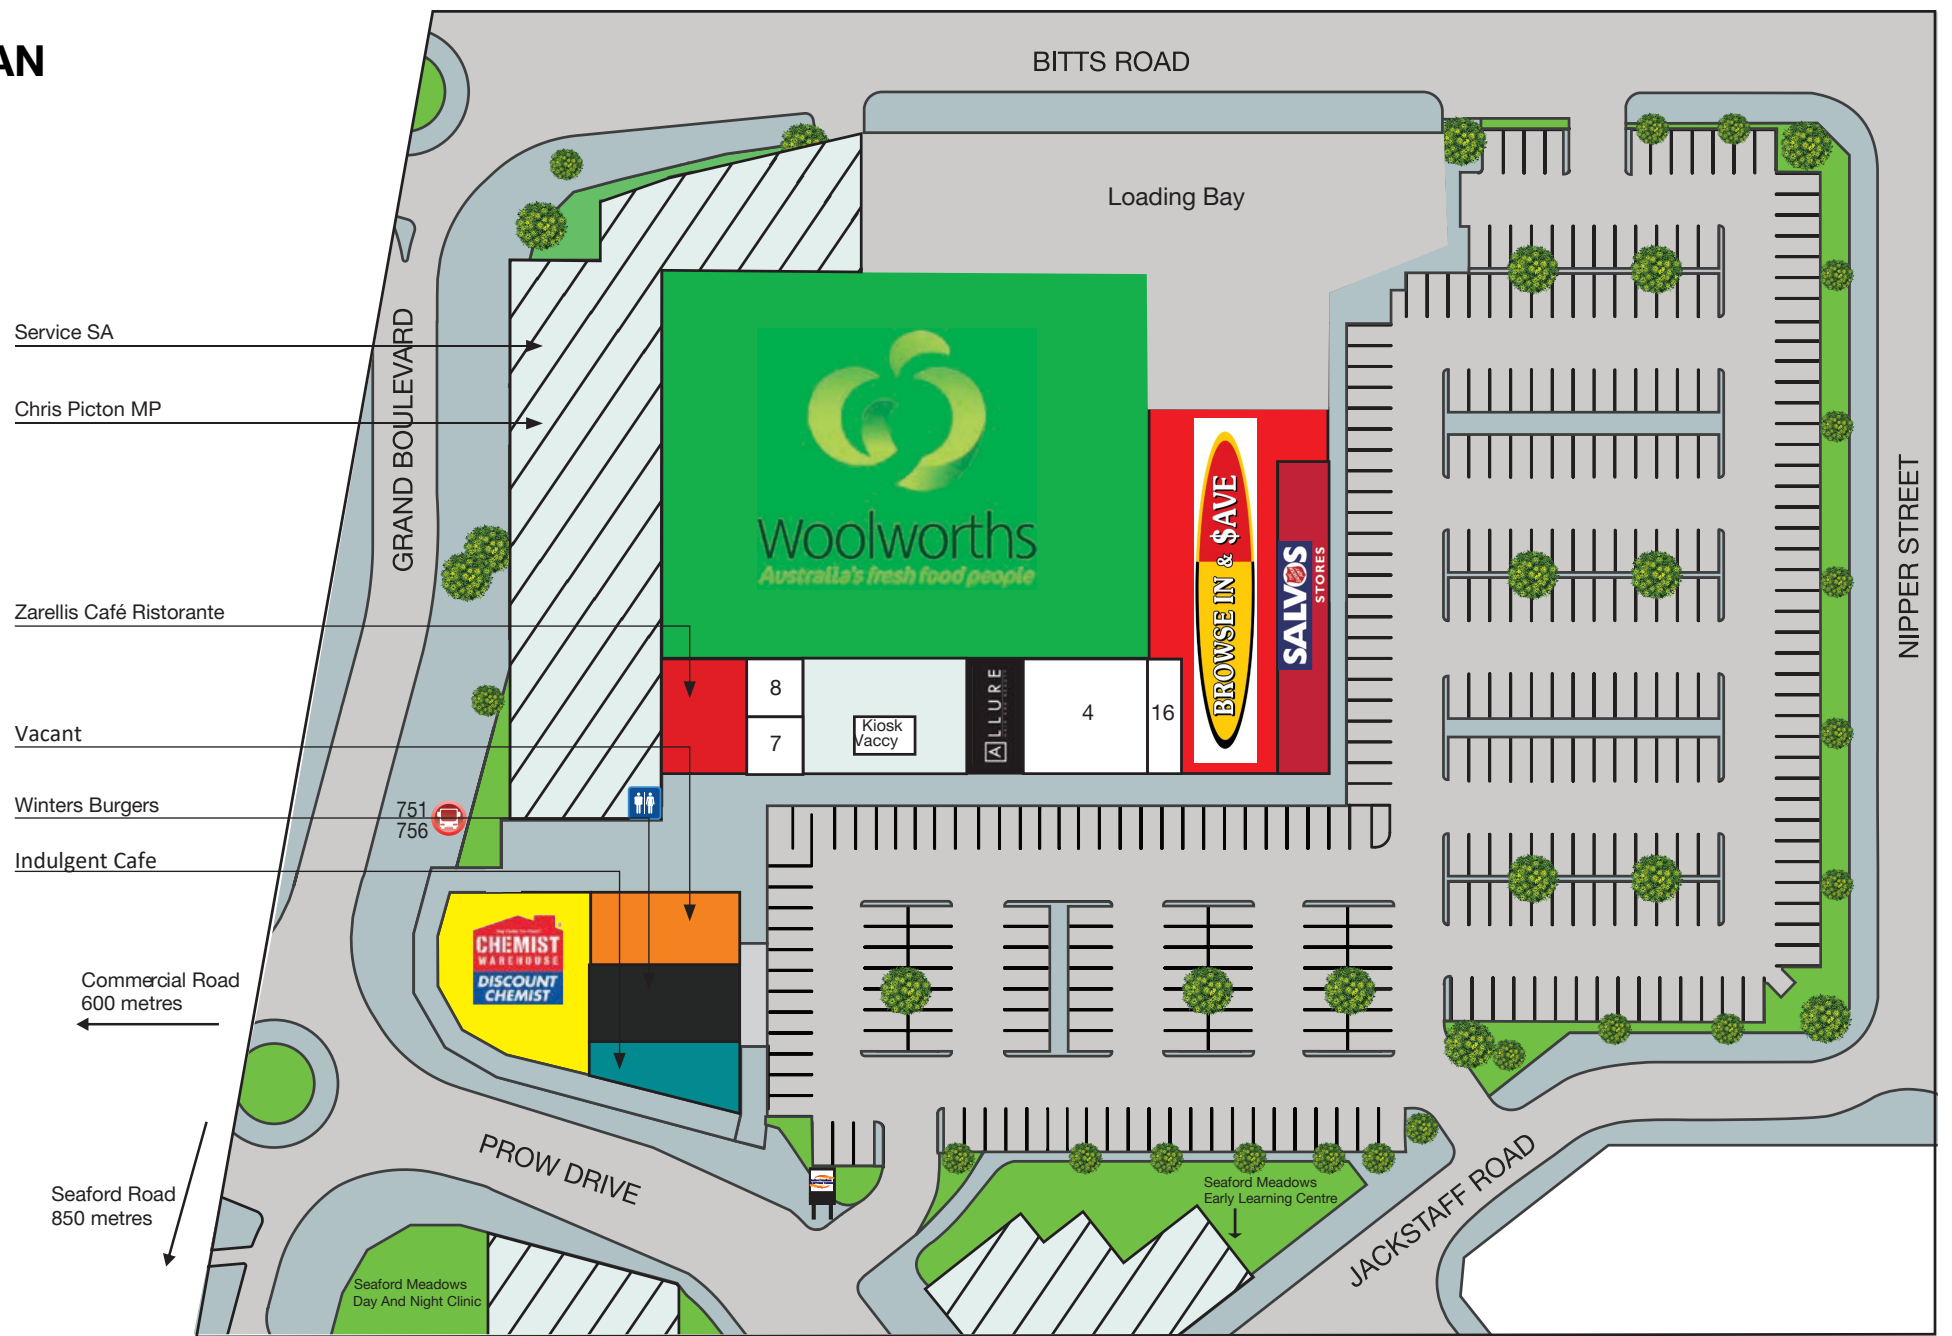 AN
BITTS ROAD
Loading Bay
Service SA
Chris Picton MP
GRAND BOULEVARD
Woolworths
Australia's fresh food people
BROWSE IN & $AVE
SALVOS
STORES
NIPPER STREET
Zarellis Café Ristorante
8
7
Kiosk
Vaccy
ALLURE
4
16
Vacant
Winters Burgers
751
756
Indulgent Cafe
CHEMIST
WAREHOUSE
DISCOUNT
CHEMIST
Commercial Road
600 metres
PROW DRIVE
Seaford Road
850 metres
Seaford Meadows
Early Learning Centre
JACKSTAFF ROAD
Seaford Meadows
Day And Night Clinic